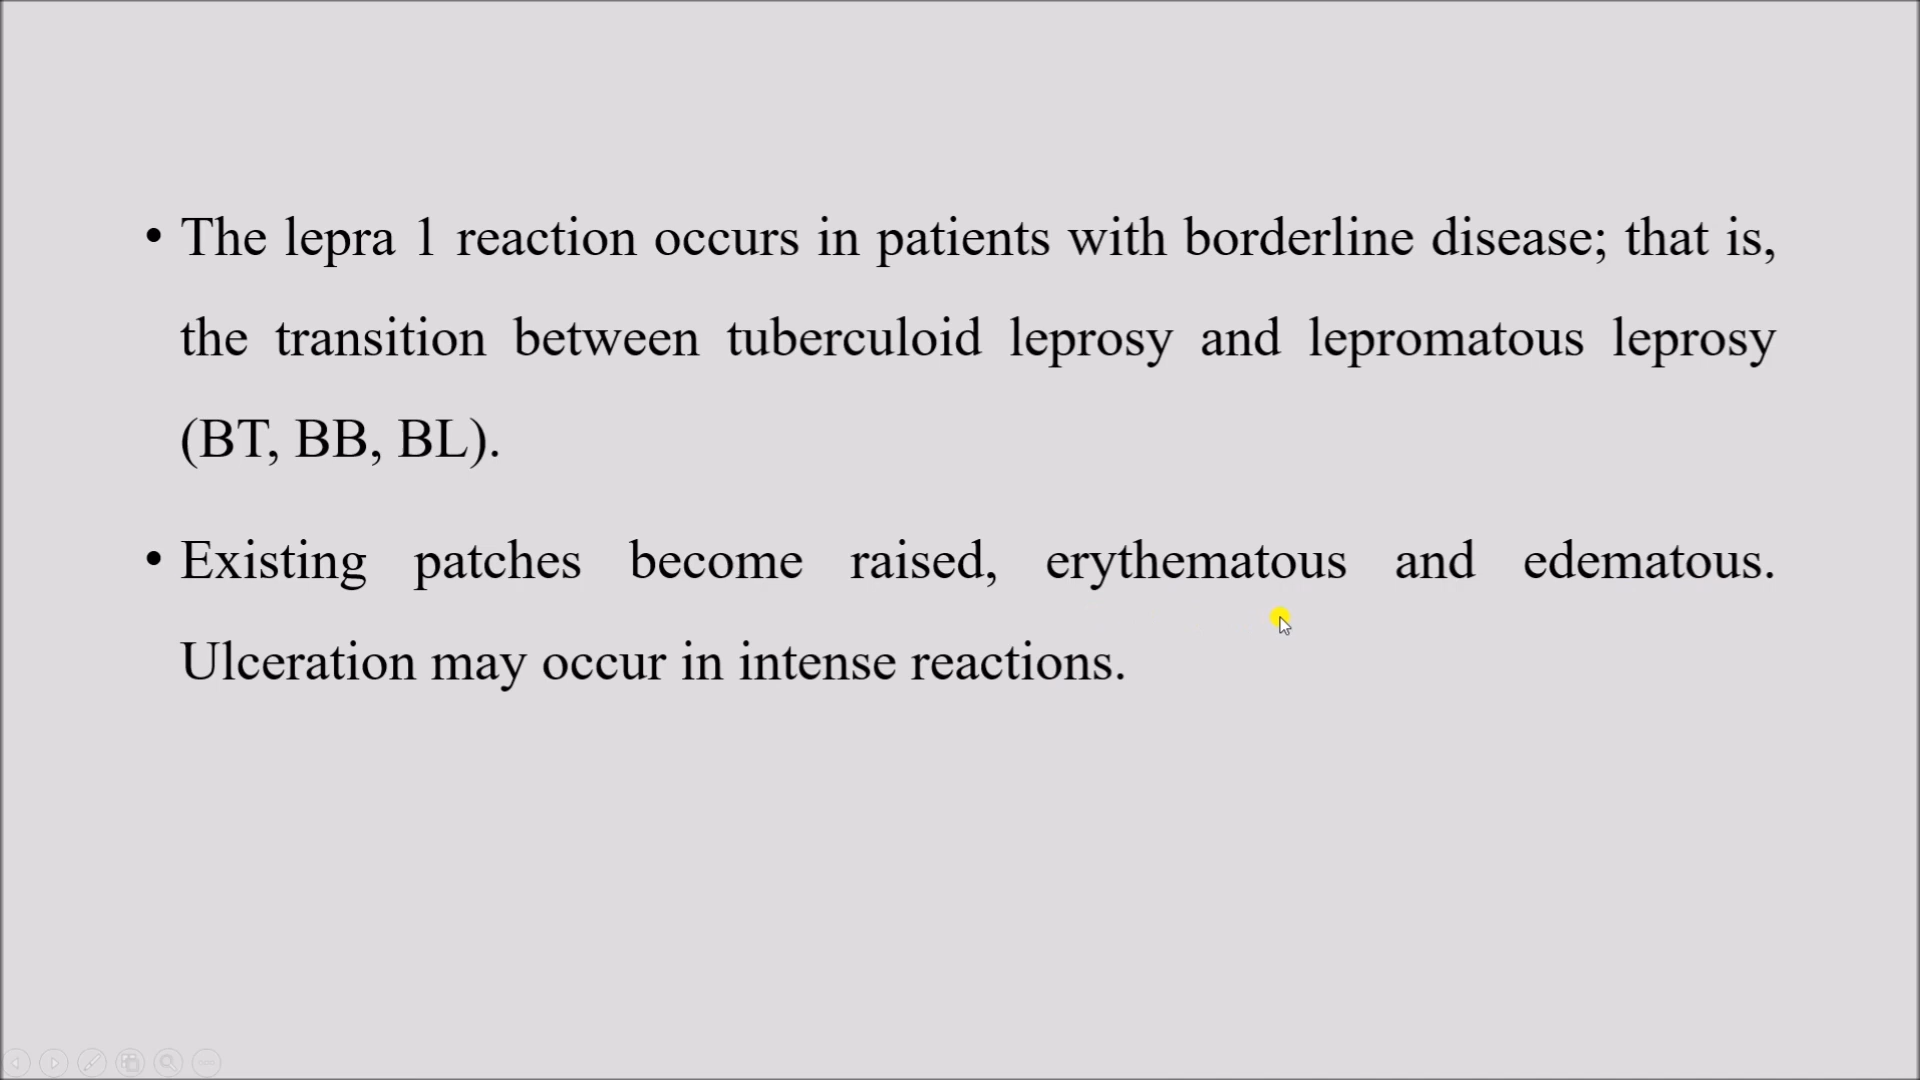 • The lepra 1 reaction occurs in patients with borderline disease; that is,
the transition between tuberculoid leprosy and lepromatous leprosy
(BT, BB, BL).
• Existing patches become raised, erythematous and edematous.
Ulceration may occur in intense reactions.